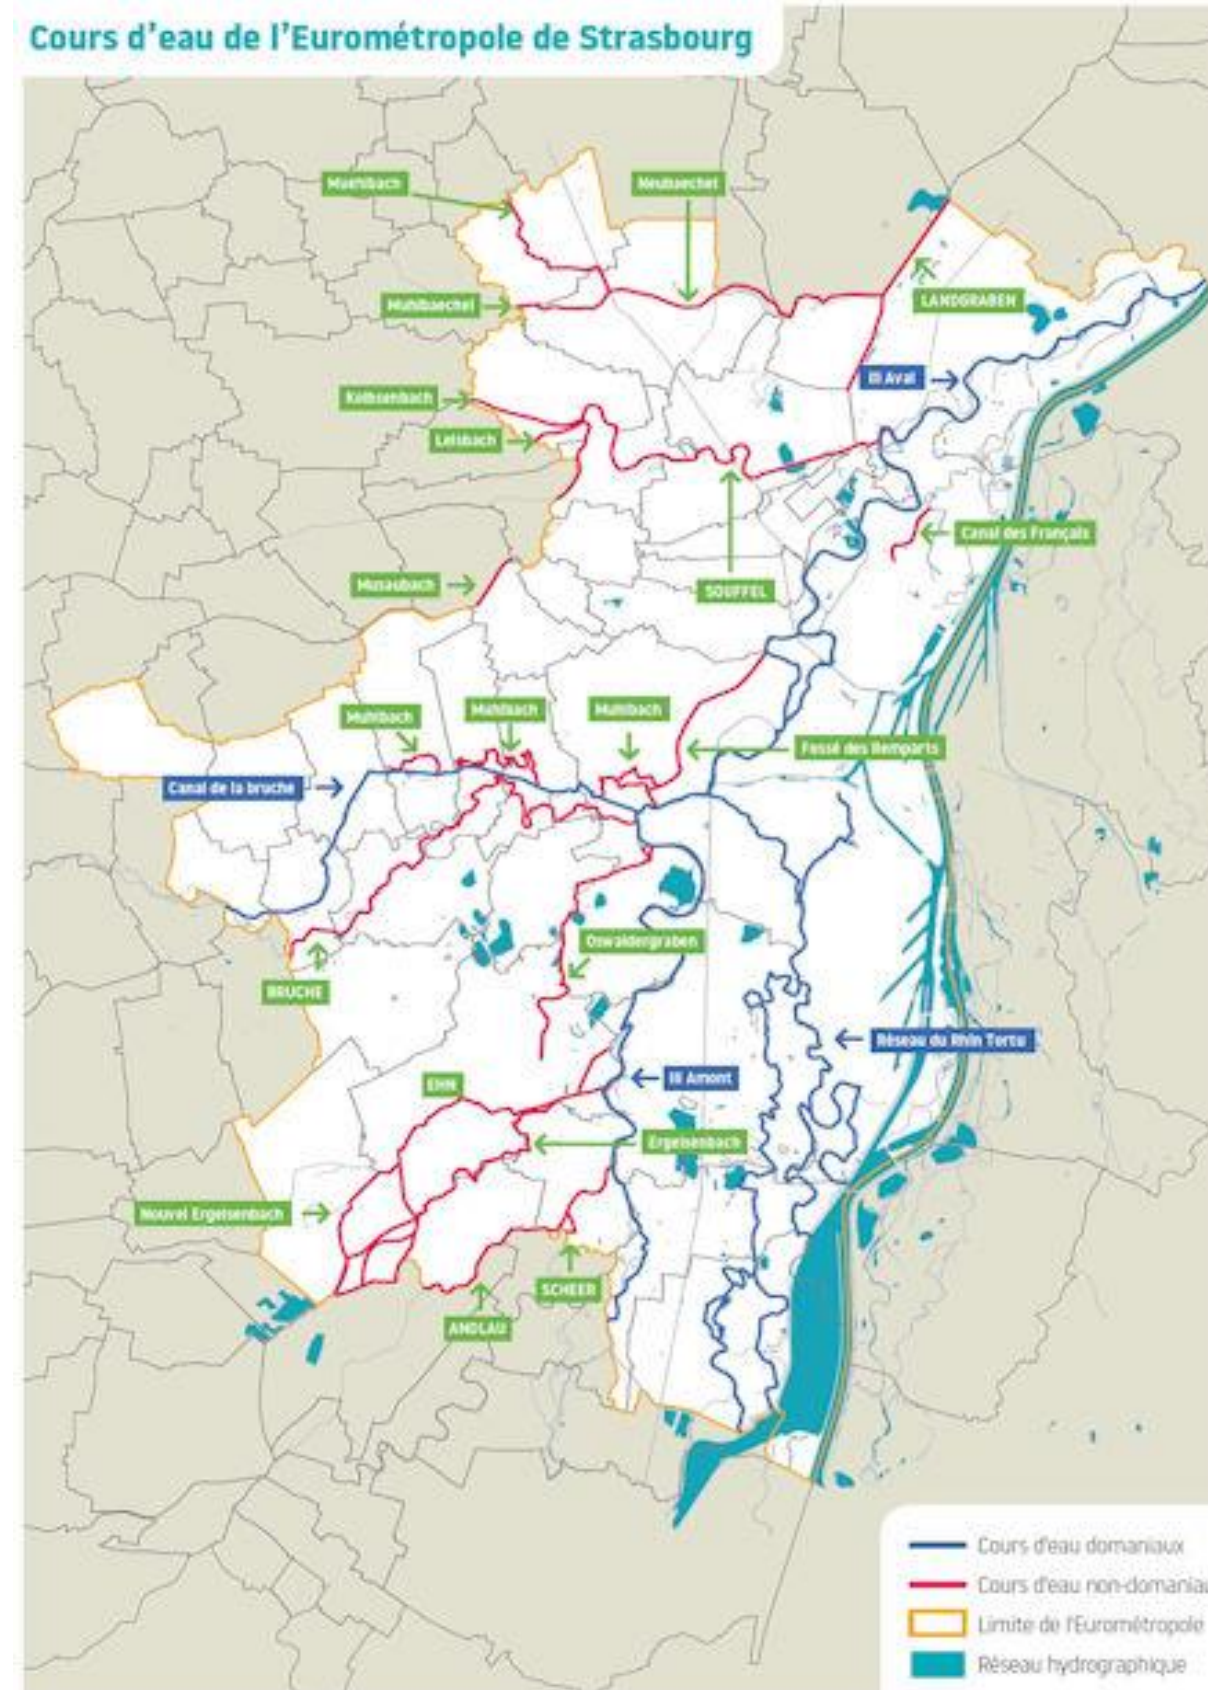 Cours d'eau de l'Eurométropole de Strasbourg
Muehlbach
Neubaechel
Muhlbaechel
LANDGRABEN
Ill Aval
Kolbsenbach
Leisbach
Canal des Français
Musaubach
SOUFFEL
Muhlbach
Muhlbach
Muhlbach
Fossé des Remparts
Canal de la bruche
Oswaldergraben
BRUCHE
Réseau du Rhin Tortu
Ill Amont
EHN
Ergelsenbach
Nouvel Ergelsenbach
SCHEER
ANDLAU
Cours d'eau domaniaux
Cours d'eau non-domaniau
Limite de l'Eurométropole
Réseau hydrographique